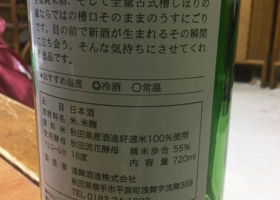 全量純米酒、そして全量古式槽しぼりの
蔵ならではの槽口そのままのうすにごり
です。目の前で新酒が生まれるその瞬間
に立ち会う、そんな気持ちにさせてくれ
る逸品です。
■おすすめ温度 ◎冷酒 ○常温
品目 日本酒
原材料名 米、米麹
原料米 秋田県産酒造好適米100%使用
使用酵母 秋田流花酵母 精米歩合 55%
アルコール分 16度 内容量 720ml
浅舞酒造株式会社
秋田県横手市平鹿町浅舞字浅舞388